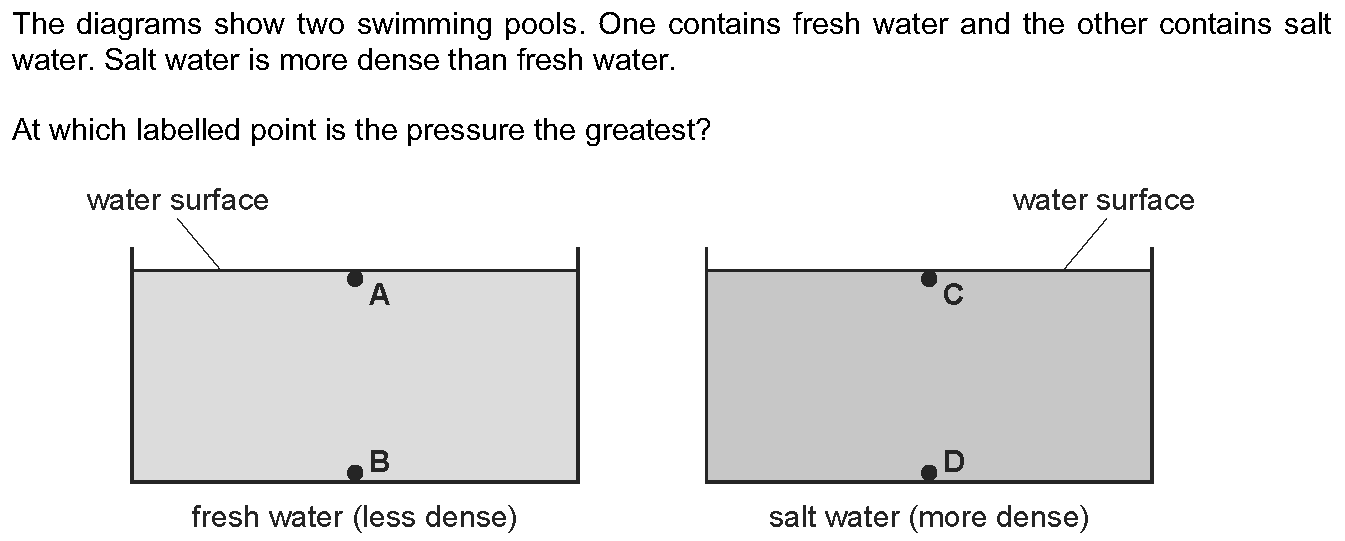 The diagrams show two swimming pools. One contains fresh water and the other contains salt
water. Salt water is more dense than fresh water.
At which labelled point is the pressure the greatest?
water surface
water surface
A
C
B
D
fresh water (less dense)
salt water (more dense)